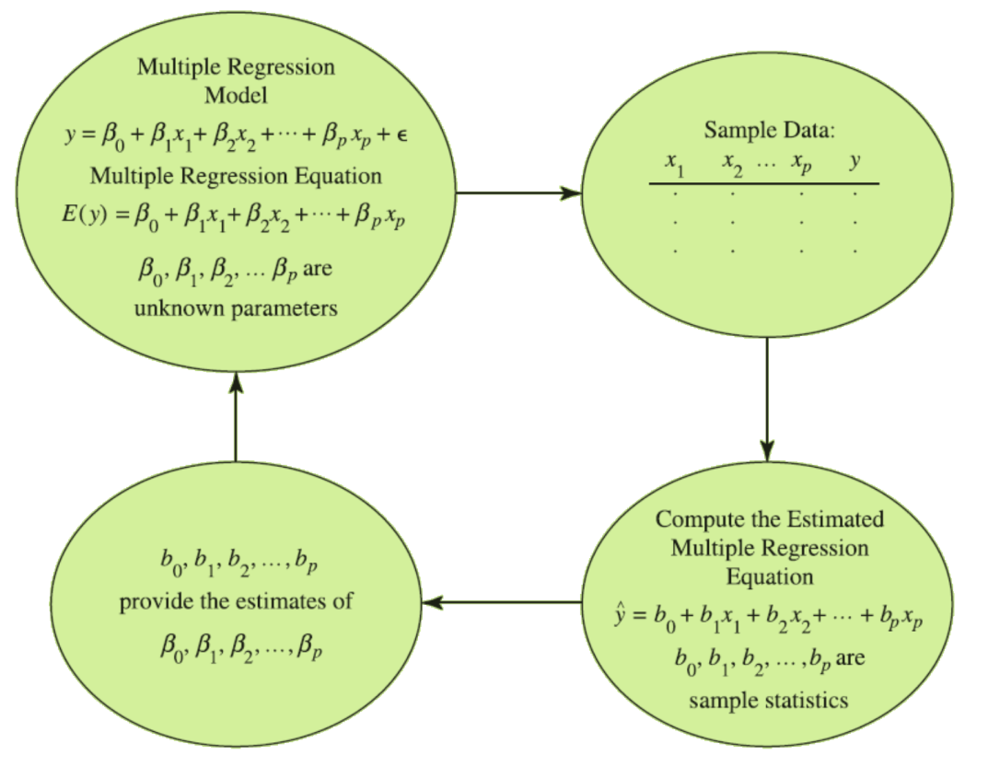 Multiple Regression
Model
y = β₀ + β₁x₁ + β₂x₂ + ⋯ + βₚxₚ + ϵ
Multiple Regression Equation
E(y) = β₀ + β₁x₁ + β₂x₂ + ⋯ + βₚxₚ
β₀, β₁, β₂, … βₚ are
unknown parameters
Sample Data:
x₁ x₂ … xₚ y
. . . .
. . . .
. . . .
Compute the Estimated
Multiple Regression
Equation
ŷ = b₀ + b₁x₁ + b₂x₂ + ⋯ + bₚxₚ
b₀, b₁, b₂, … , bₚ are
sample statistics
b₀, b₁, b₂, …, bₚ
provide the estimates of
β₀, β₁, β₂, …, βₚ